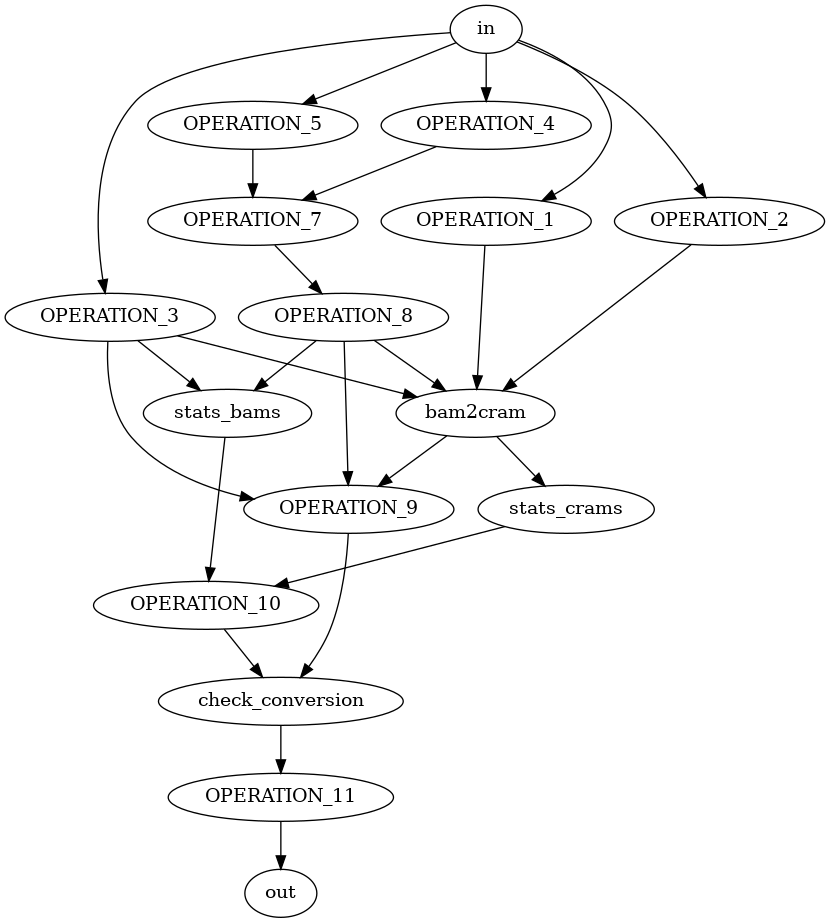 in
OPERATION_5
OPERATION_4
OPERATION_7
OPERATION_1
OPERATION_2
OPERATION_3
OPERATION_8
stats_bams
bam2cram
OPERATION_9
stats_crams
OPERATION_10
check_conversion
OPERATION_11
out